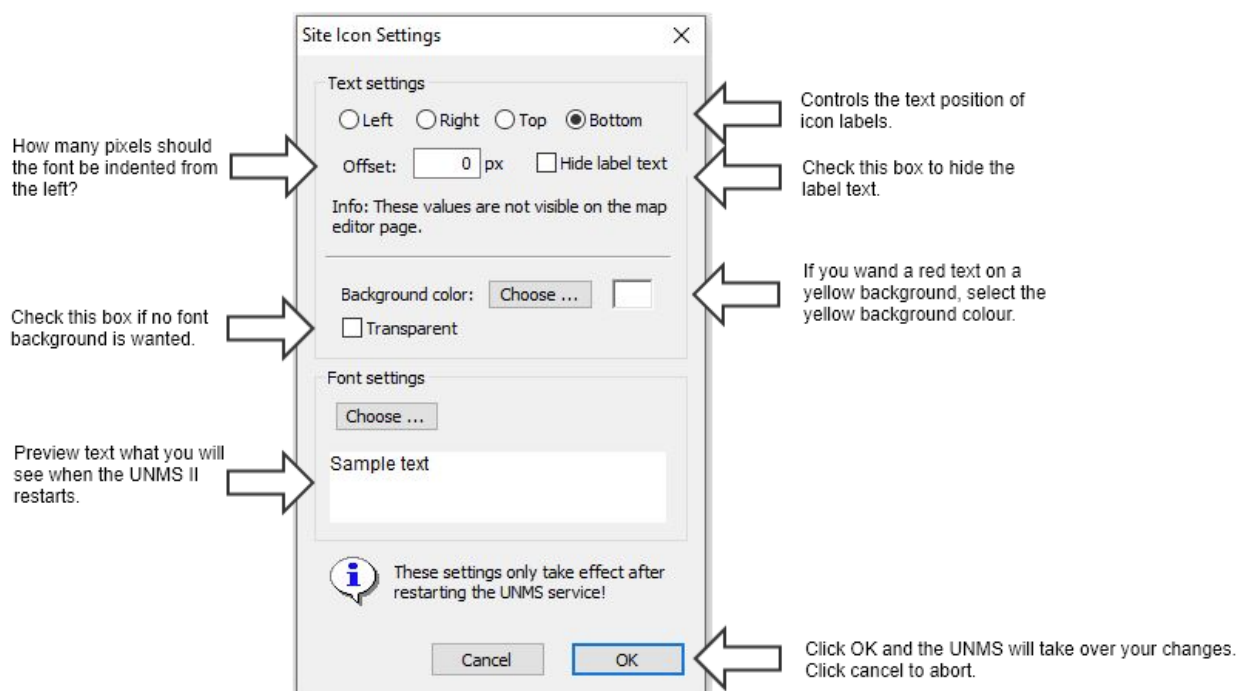 Site Icon Settings
Text settings
Left Right Top Bottom
Controls the text position of
icon labels.
How many pixels should
the font be indented from
the left?
Offset: 0 px Hide label text
Check this box to hide the
label text.
Info: These values are not visible on the map
editor page.
Background color: Choose ...
If you wand a red text on a
yellow background, select the
yellow background colour.
Check this box if no font
background is wanted.
Transparent
Font settings
Choose ...
Preview text what you will
see when the UNMS II
restarts.
Sample text
These settings only take effect after
restarting the UNMS service!
Cancel OK
Click OK and the UNMS will take over your changes.
Click cancel to abort.